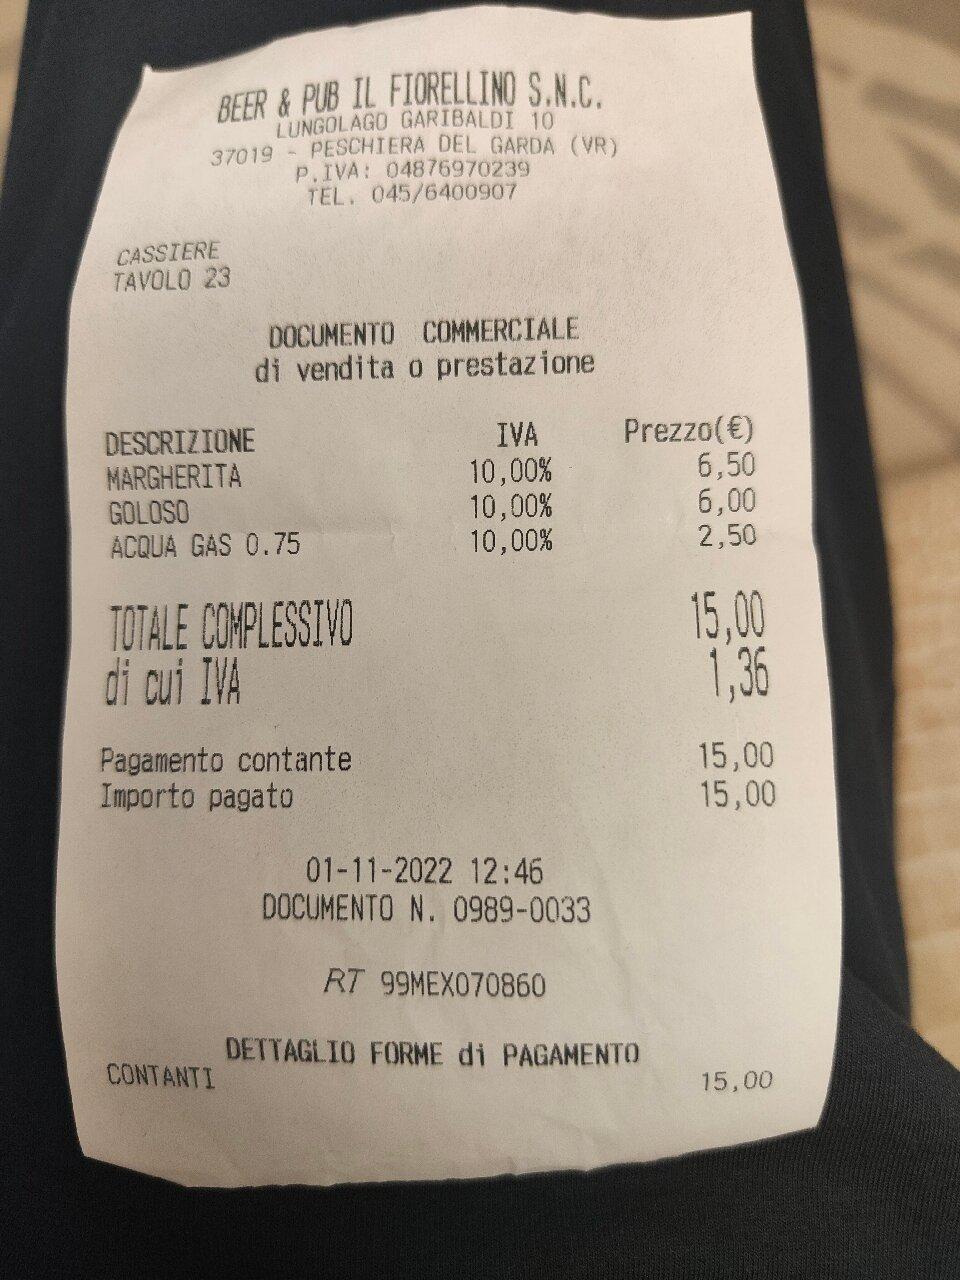 BEER & PUB IL FIORELLINO S.N.C.
LUNGOLAGO GARIBALDI 10
37019 - PESCHIERA DEL GARDA (VR)
P.IVA: 04876970239
TEL. 045/6400907
CASSIERE
TAVOLO 23
DOCUMENTO COMMERCIALE
di vendita o prestazione
DESCRIZIONE IVA Prezzo(€)
MARGHERITA 10,00% 6,50
GOLOSO 10,00% 6,00
ACQUA GAS 0.75 10,00% 2,50
TOTALE COMPLESSIVO 15,00
di cui IVA 1,36
Pagamento contante 15,00
Importo pagato 15,00
01-11-2022 12:46
DOCUMENTO N. 0989-0033
RT 99MEX070860
DETTAGLIO FORME di PAGAMENTO
CONTANTI 15,00